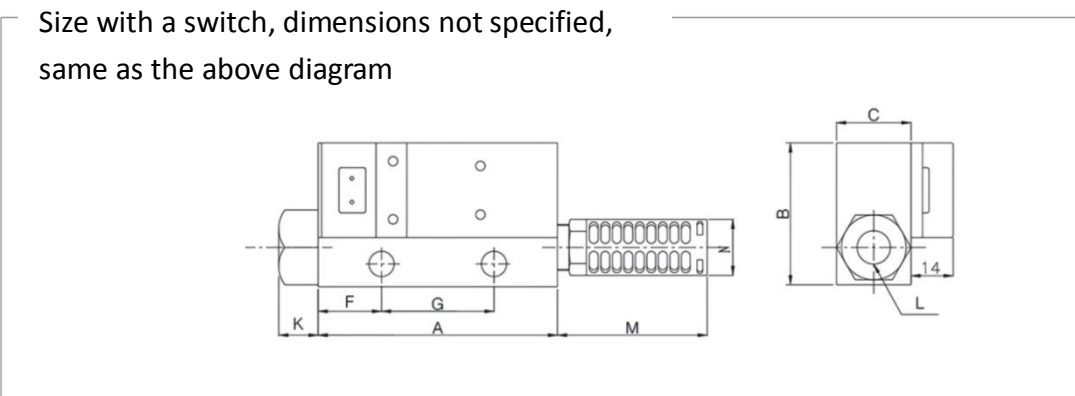 Size with a switch, dimensions not specified,
same as the above diagram
C
B
N
14
F
G
L
K
A
M